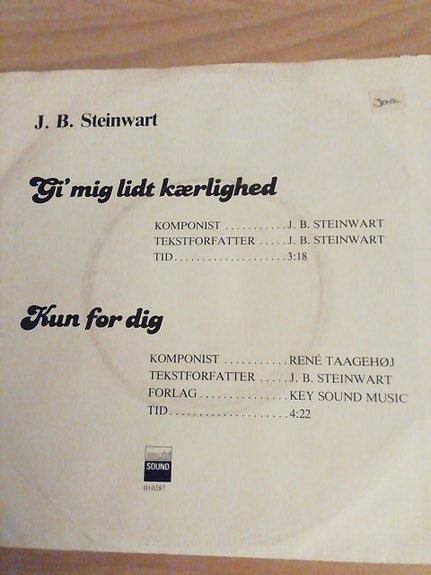 J. B. Steinwart
Gi' mig lidt kærlighed
KOMPONIST ........... J. B. STEINWART
TEKSTFORFATTER ..... J. B. STEINWART
TID .................... 3:18
Kun for dig
KOMPONIST ........... RENÉ TAAGEHØJ
TEKSTFORFATTER ..... J. B. STEINWART
FORLAG ................ KEY SOUND MUSIC
TID ..................... 4:22
SOUND
010287